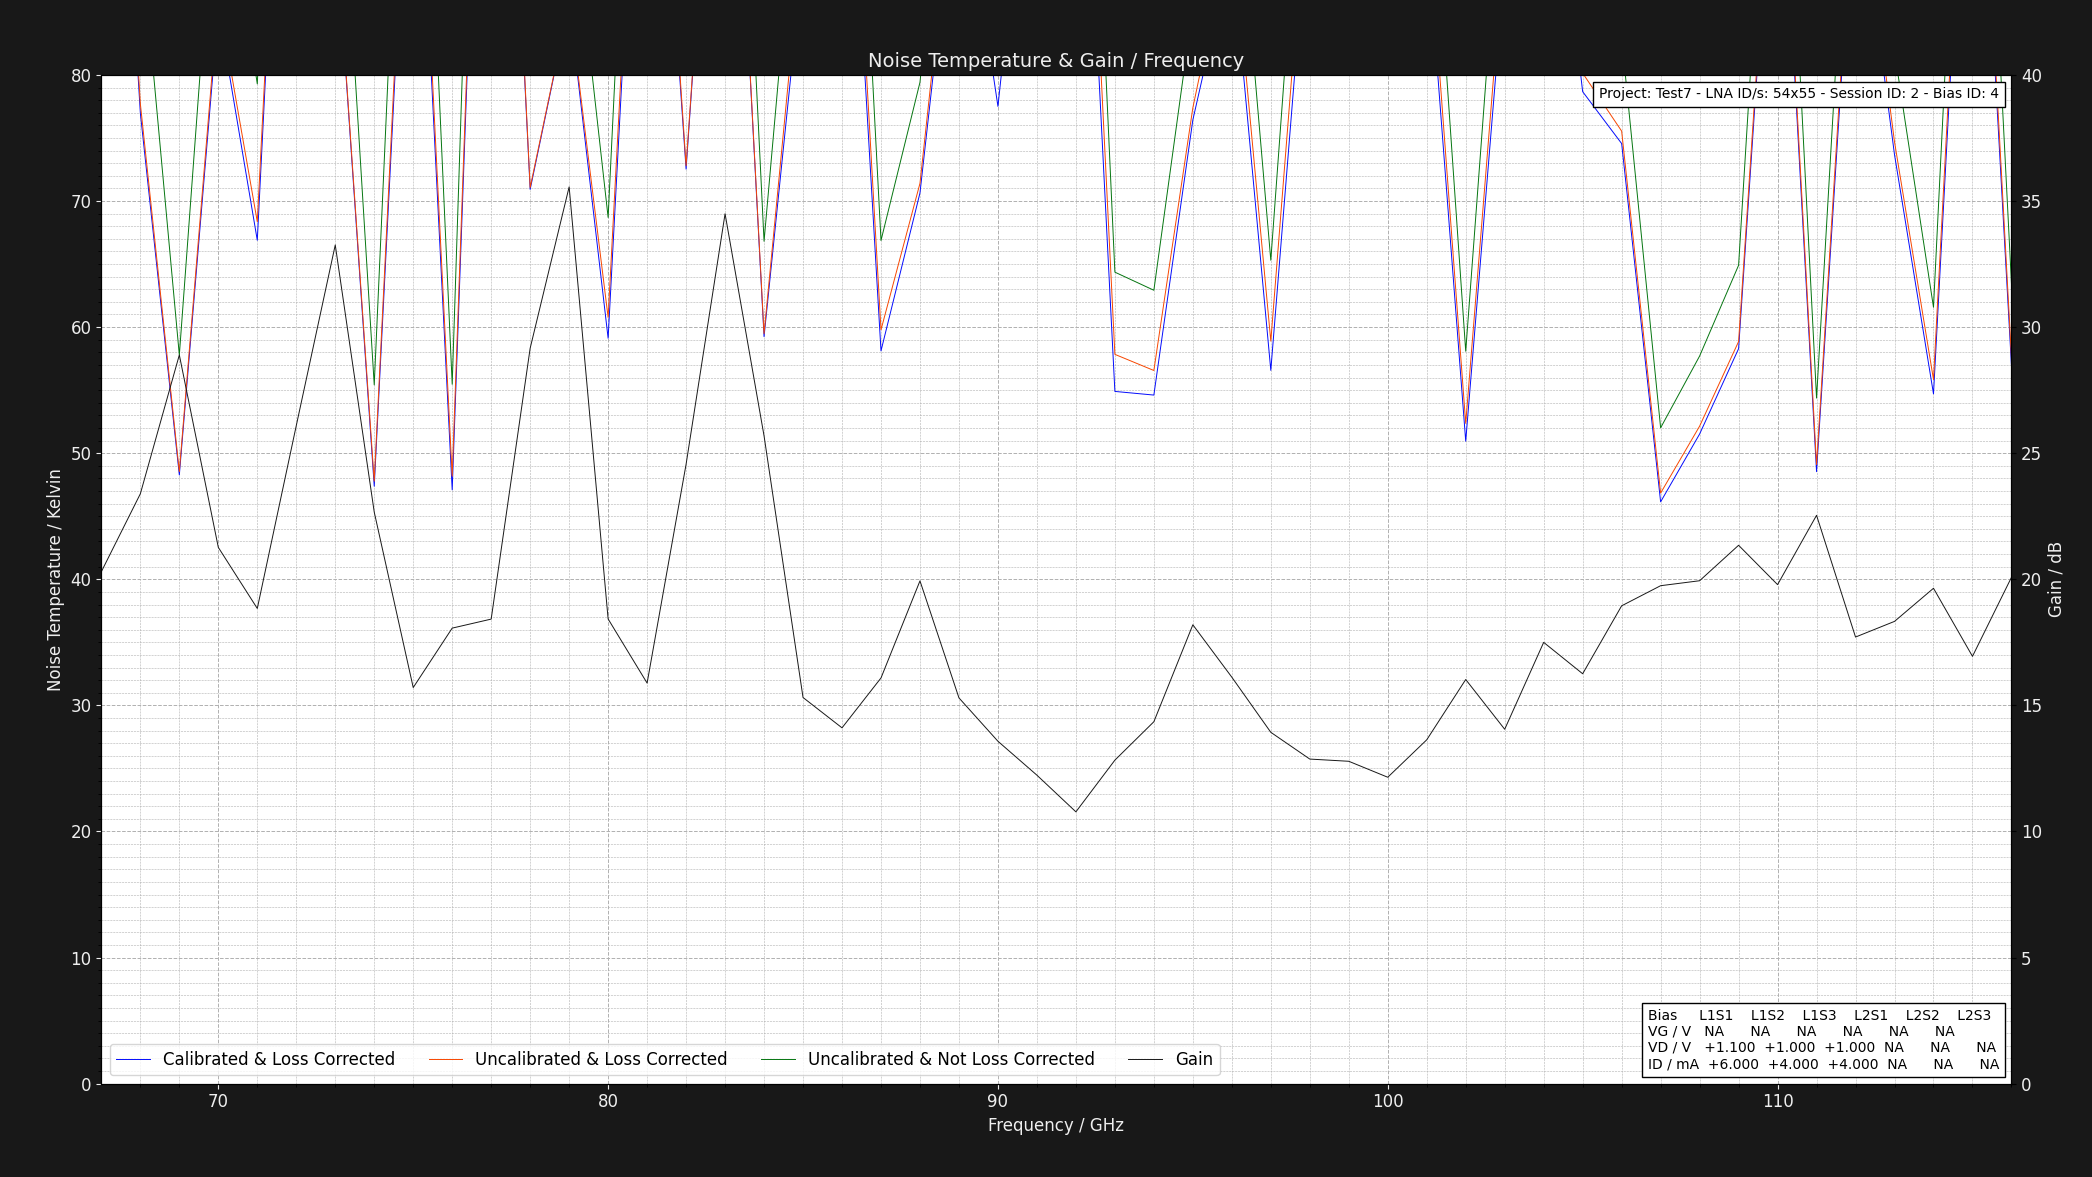 Noise Temperature & Gain / Frequency
Project: Test7 - LNA ID/s: 54x55 - Session ID: 2 - Bias ID: 4
80
70
60
50
40
30
20
10
0
Noise Temperature / Kelvin
40
35
30
25
20
15
10
5
0
Gain / dB
Bias L1S1 L1S2 L1S3 L2S1 L2S2 L2S3
VG / V NA NA NA NA NA NA
VD / V +1.100 +1.000 +1.000 NA NA NA
ID / mA +6.000 +4.000 +4.000 NA NA NA
Calibrated & Loss Corrected Uncalibrated & Loss Corrected Uncalibrated & Not Loss Corrected Gain
70 80 90 100 110
Frequency / GHz